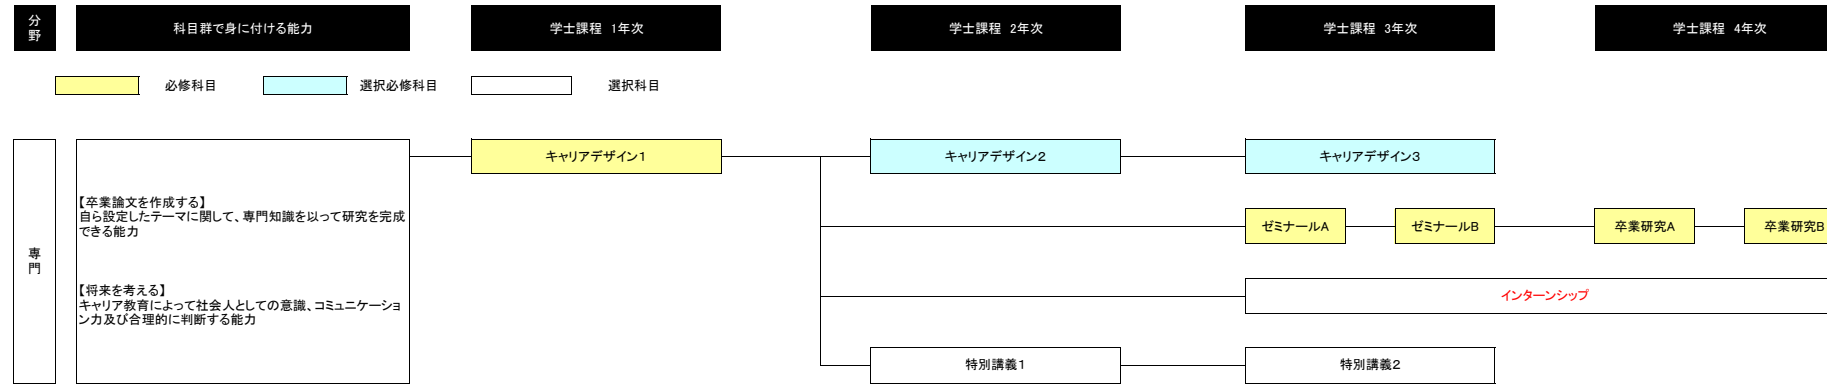 分野
科目群で身に付ける能力
学士課程 1年次
学士課程 2年次
学士課程 3年次
学士課程 4年次
必修科目
選択必修科目
選択科目
専門
【卒業論文を作成する】
自ら設定したテーマに関して、専門知識を以って研究を完成
できる能力
【将来を考える】
キャリア教育によって社会人としての意識、コミュニケーショ
ン力及び合理的に判断する能力
キャリアデザイン1
キャリアデザイン2
キャリアデザイン3
ゼミナールA
ゼミナールB
卒業研究A
卒業研究B
インターンシップ
特別講義1
特別講義2